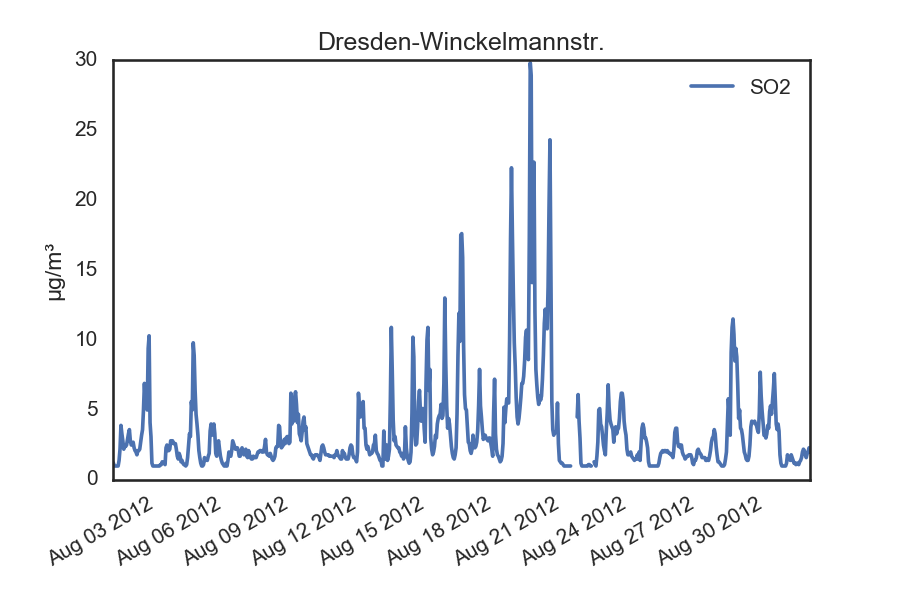 Dresden-Winckelmannstr.
30
25
20
15
10
5
0
µg/m³
SO2
Aug 03 2012
Aug 06 2012
Aug 09 2012
Aug 12 2012
Aug 15 2012
Aug 18 2012
Aug 21 2012
Aug 24 2012
Aug 27 2012
Aug 30 2012